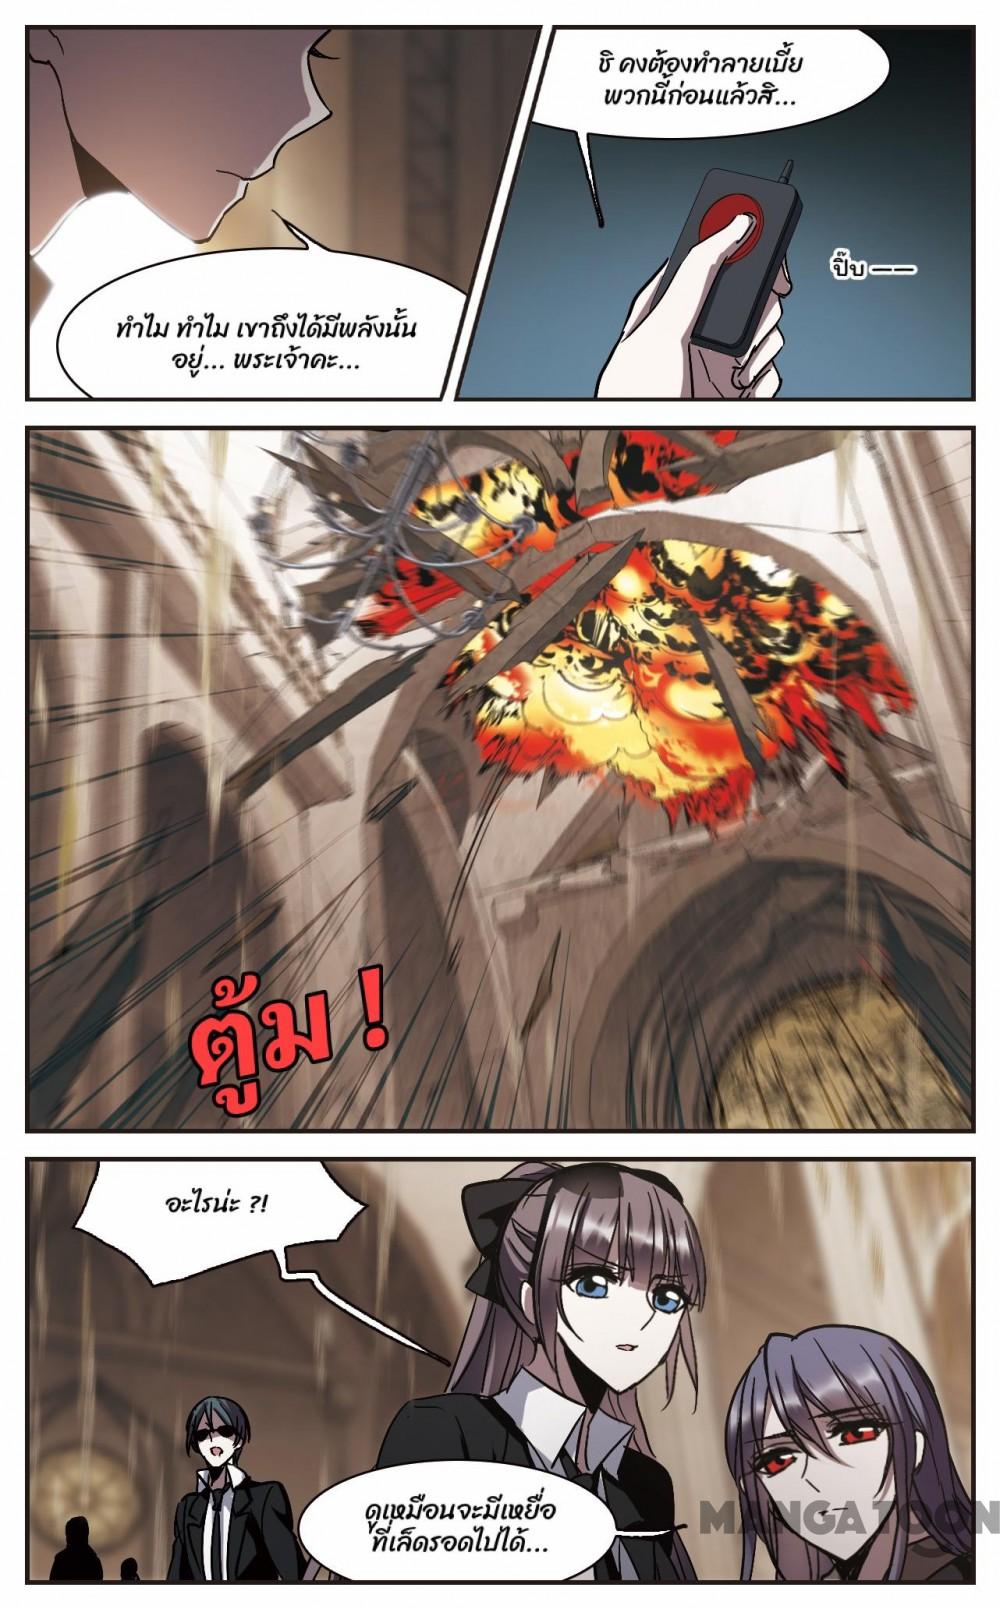 ทำไม ทำไม เขาถึงได้มีพลังนั้น
อยู่... พระเจ้าคะ...
ชิ คงต้องทำลายเบี้ย
พวกนี้ก่อนแล้วสิ...
ปิ๊บ ——
ตู้ม !
อะไรน่ะ ?!
ดูเหมือนจะมีเหยื่อ
ที่เล็ดรอดไปได้...
MANGATOON